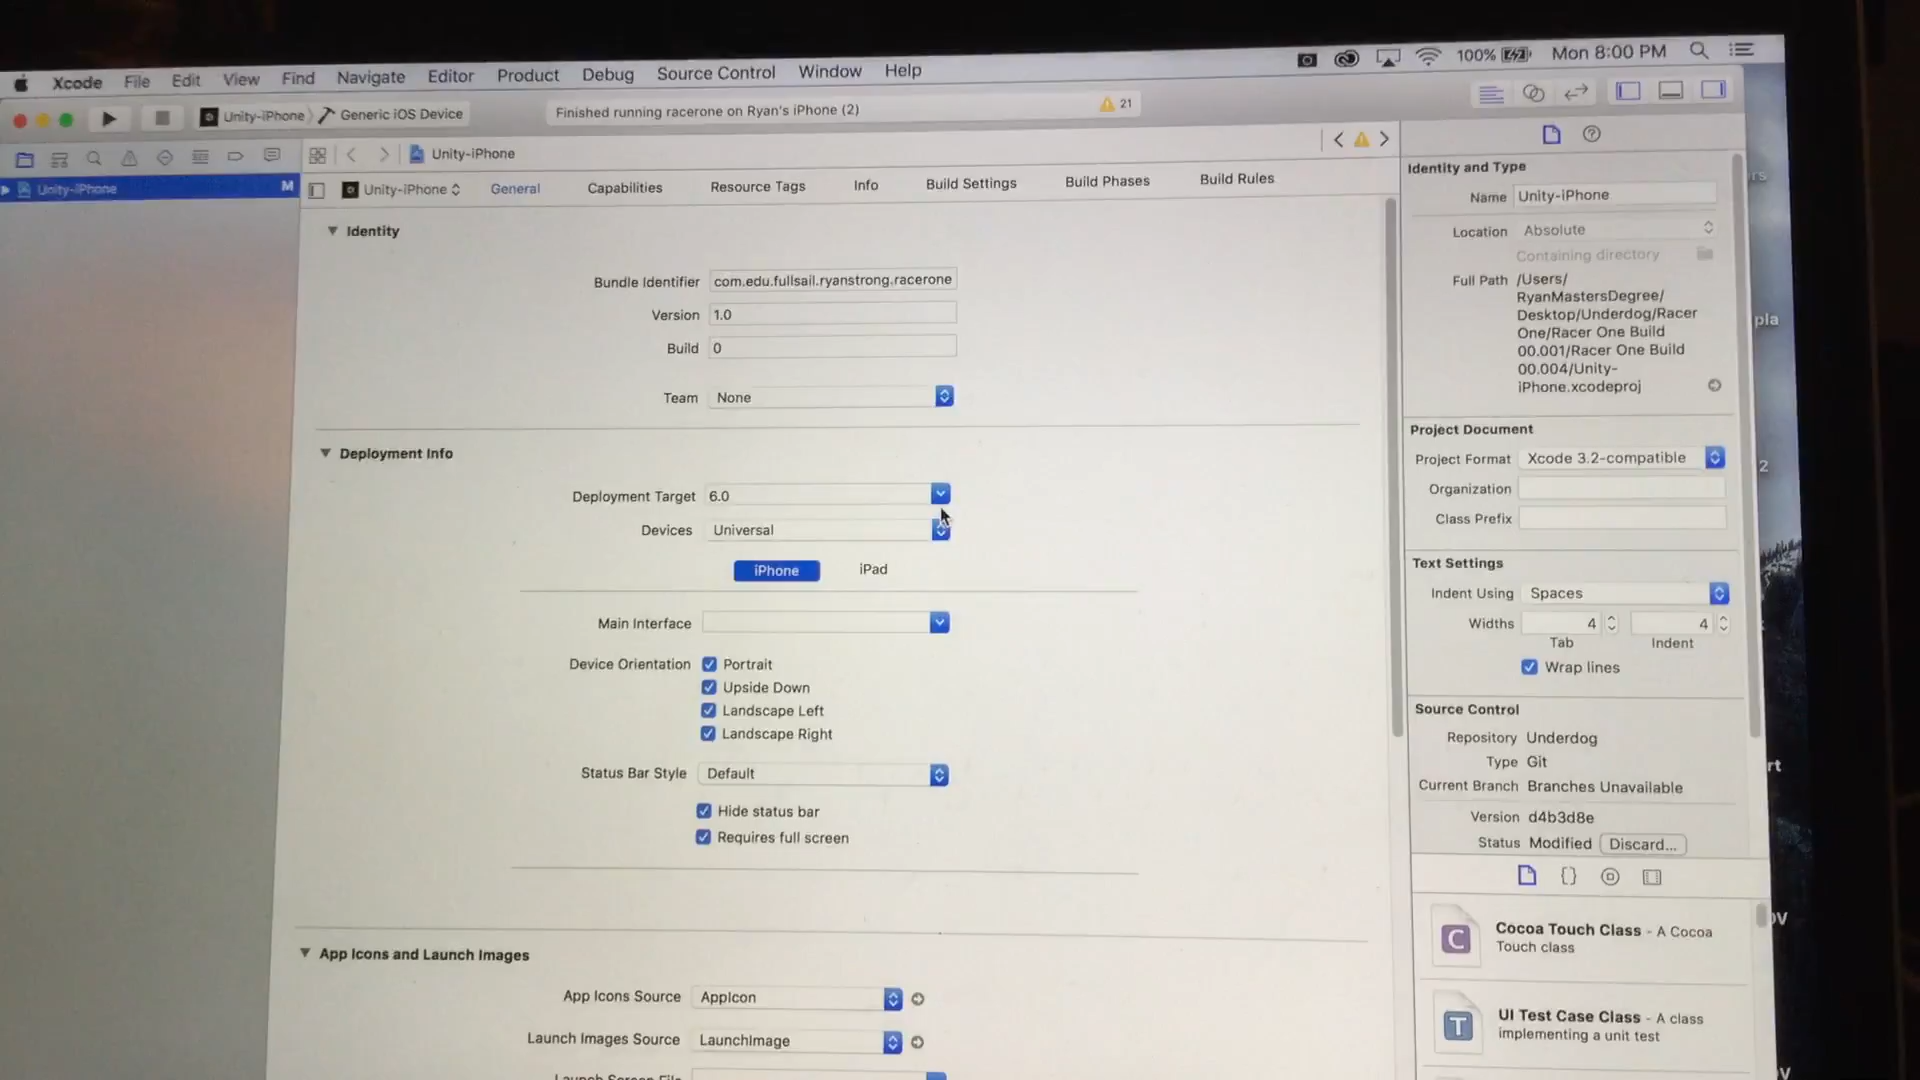 Xcode File Edit View Find Navigate Editor Product Debug Source Control Window Help 100% Mon 8:00 PM
Unity-iPhone Generic iOS Device Finished running racerone on Ryan's iPhone (2) 21
Unity-iPhone
Unity-iPhone M
Unity-iPhone General Capabilities Resource Tags Info Build Settings Build Phases Build Rules
Identity
Bundle Identifier com.edu.fullsail.ryanstrong.racerone
Version 1.0
Build 0
Team None
Deployment Info
Deployment Target 6.0
Devices Universal
iPhone iPad
Main Interface
Device Orientation Portrait
Upside Down
Landscape Left
Landscape Right
Status Bar Style Default
Hide status bar
Requires full screen
App Icons and Launch Images
App Icons Source AppIcon
Launch Images Source LaunchImage
Identity and Type
Name Unity-iPhone
Location Absolute
Containing directory
Full Path /Users/
RyanMastersDegree/
Desktop/Underdog/Racer
One/Racer One Build
00.001/Racer One Build
00.004/Unity-
iPhone.xcodeproj
Project Document
Project Format Xcode 3.2-compatible
Organization
Class Prefix
Text Settings
Indent Using Spaces
Widths 4 4
Tab Indent
Wrap lines
Source Control
Repository Underdog
Type Git
Current Branch Branches Unavailable
Version d4b3d8e
Status Modified Discard...
C Cocoa Touch Class - A Cocoa
Touch class
T UI Test Case Class - A class
implementing a unit test
rs
pla
2
rt